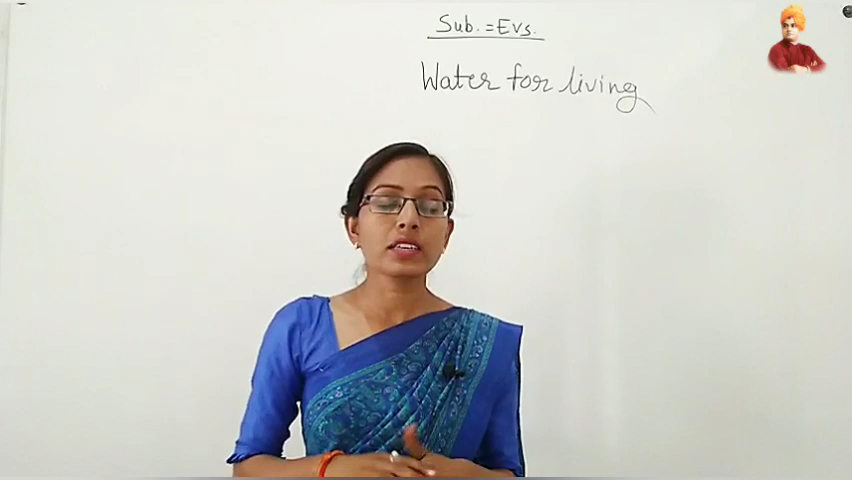 Sub. = Evs.
Water for living